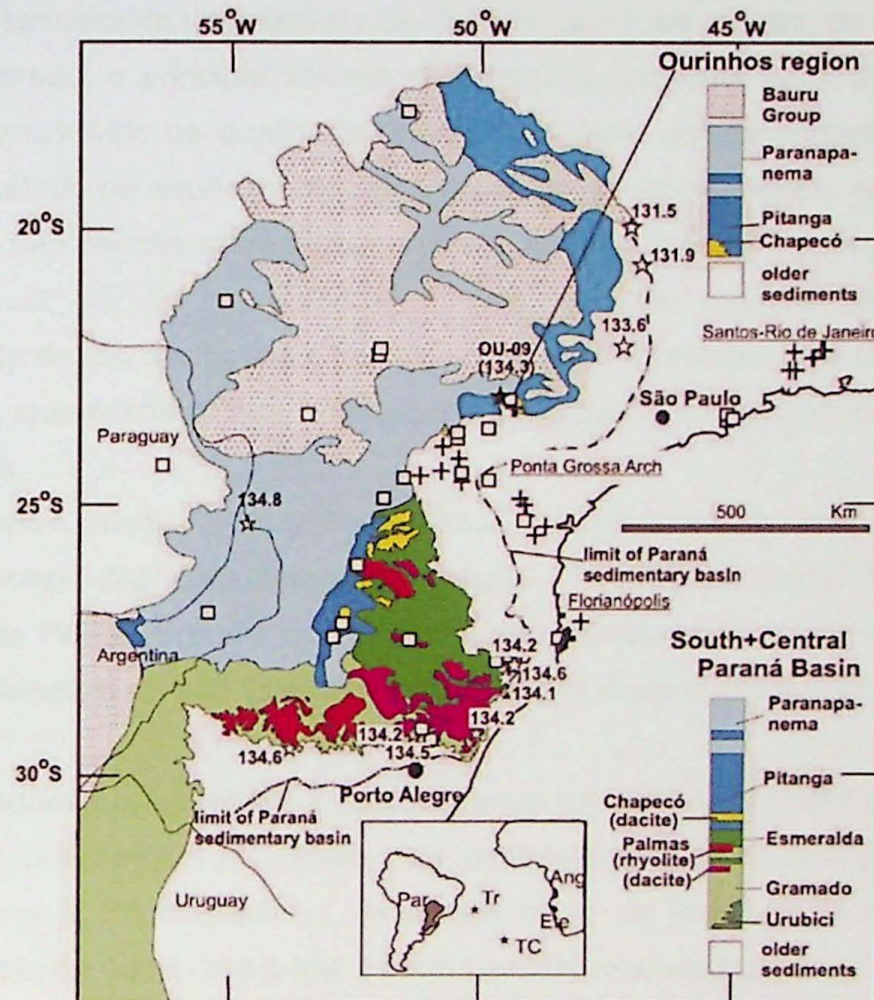 55°W
50°W
45°W
Ourinhos region
Bauru
Group
Paranapa-
nema
Pitanga
Chapecó
older
sediments
20°S
131.5
131.9
133.6
Santos-Rio de Janeiro
OU-09
(134.3)
São Paulo
Paraguay
Ponta Grossa Arch
25°S
134.8
500
Km
limit of Paraná
sedimentary basin
Florianópolis
Argentina
134.2
134.6
134.1
South+Central
Paraná Basin
Paranapa-
nema
134.2
134.2
134.5
134.6
30°S
Porto Alegre
Pitanga
Chapecó
(dacite)
Palmas
(rhyolite)
(dacite)
Esmeralda
Gramado
Urubici
older
sediments
limit of Paraná
sedimentary basin
Uruguay
Par
Tr
TC
Ang
Ete